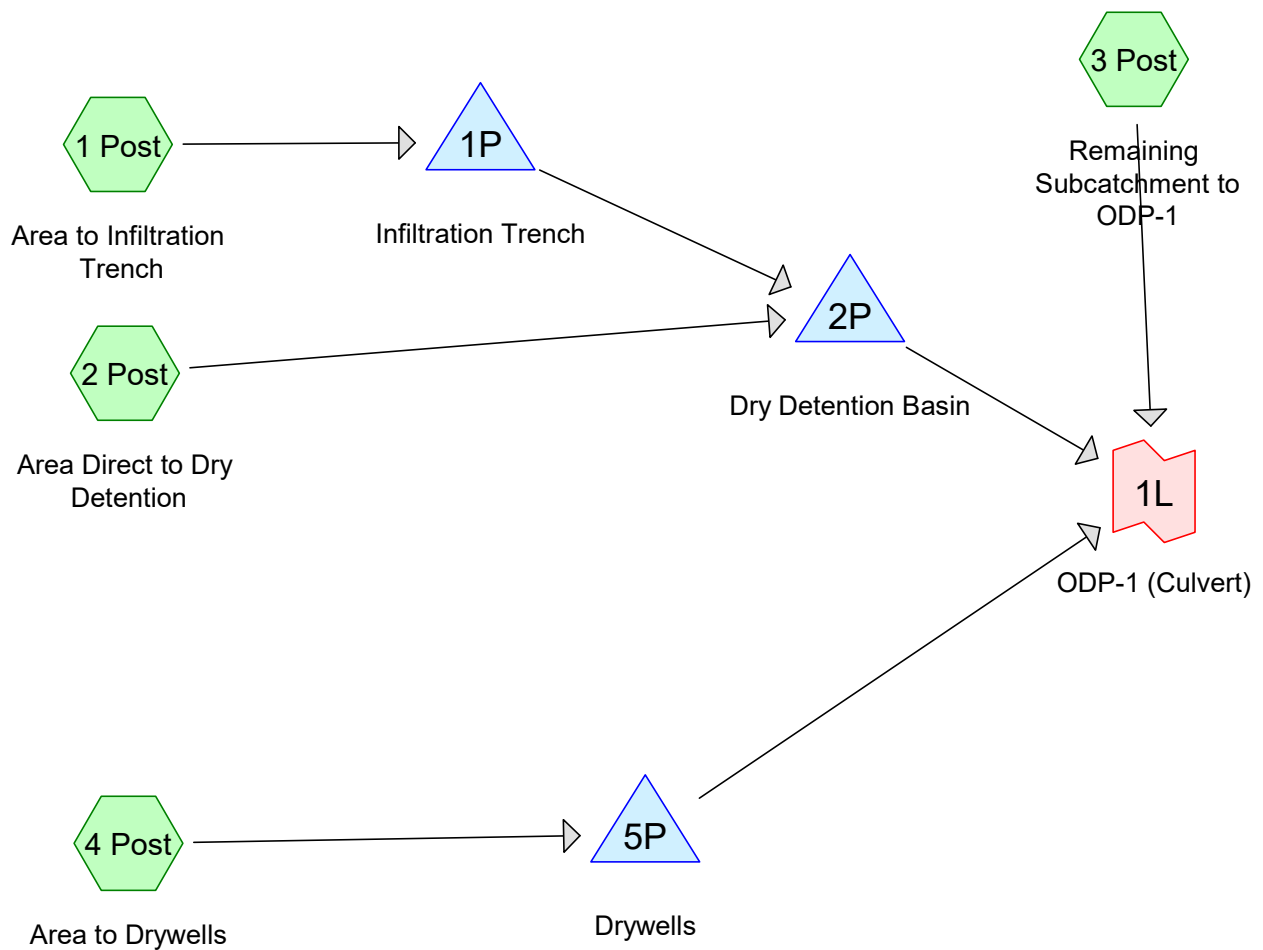 3 Post
Remaining
Subcatchment to
ODP-1
1 Post
Area to Infiltration
Trench
1P
Infiltration Trench
2P
Dry Detention Basin
2 Post
Area Direct to Dry
Detention
1L
ODP-1 (Culvert)
4 Post
Area to Drywells
5P
Drywells